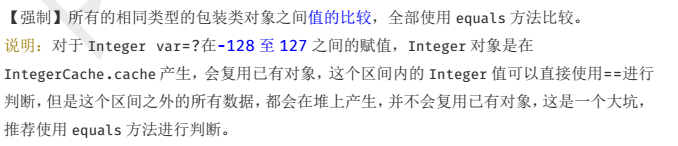 【强制】所有的相同类型的包装类对象之间值的比较，全部使用 equals 方法比较。
说明：对于 Integer var=?在-128 至 127 之间的赋值，Integer 对象是在
IntegerCache.cache 产生，会复用已有对象，这个区间内的 Integer 值可以直接使用==进行
判断，但是这个区间之外的所有数据，都会在堆上产生，并不会复用已有对象，这是一个大坑，
推荐使用 equals 方法进行判断。